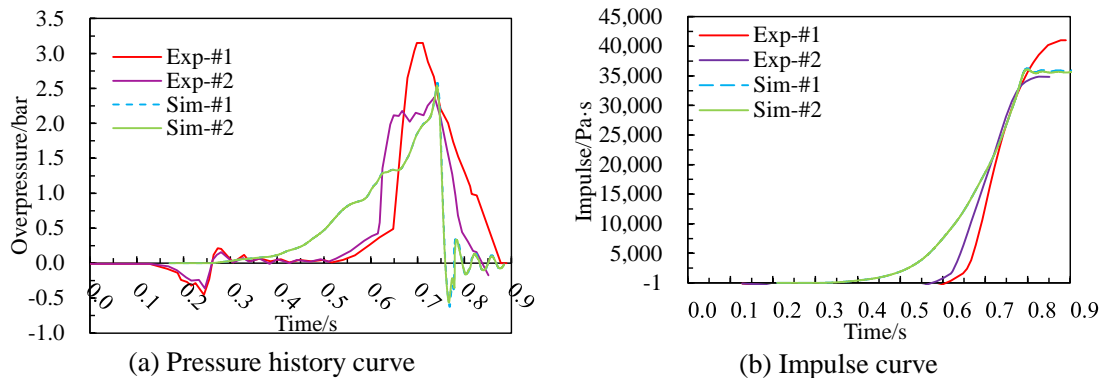 3.5
3.0
2.5
2.0
1.5
1.0
0.5
0.0
-0.5
-1.0
Overpressure/bar
Exp-#1
Exp-#2
Sim-#1
Sim-#2
0.0 0.1 0.2 0.3 0.4 0.5 0.6 0.7 0.8 0.9
Time/s
(a) Pressure history curve
45,000
40,000
35,000
30,000
25,000
20,000
15,000
10,000
5,000
-1
Impulse/Pa·s
Exp-#1
Exp-#2
Sim-#1
Sim-#2
0.0 0.1 0.2 0.3 0.4 0.5 0.6 0.7 0.8 0.9
Time/s
(b) Impulse curve